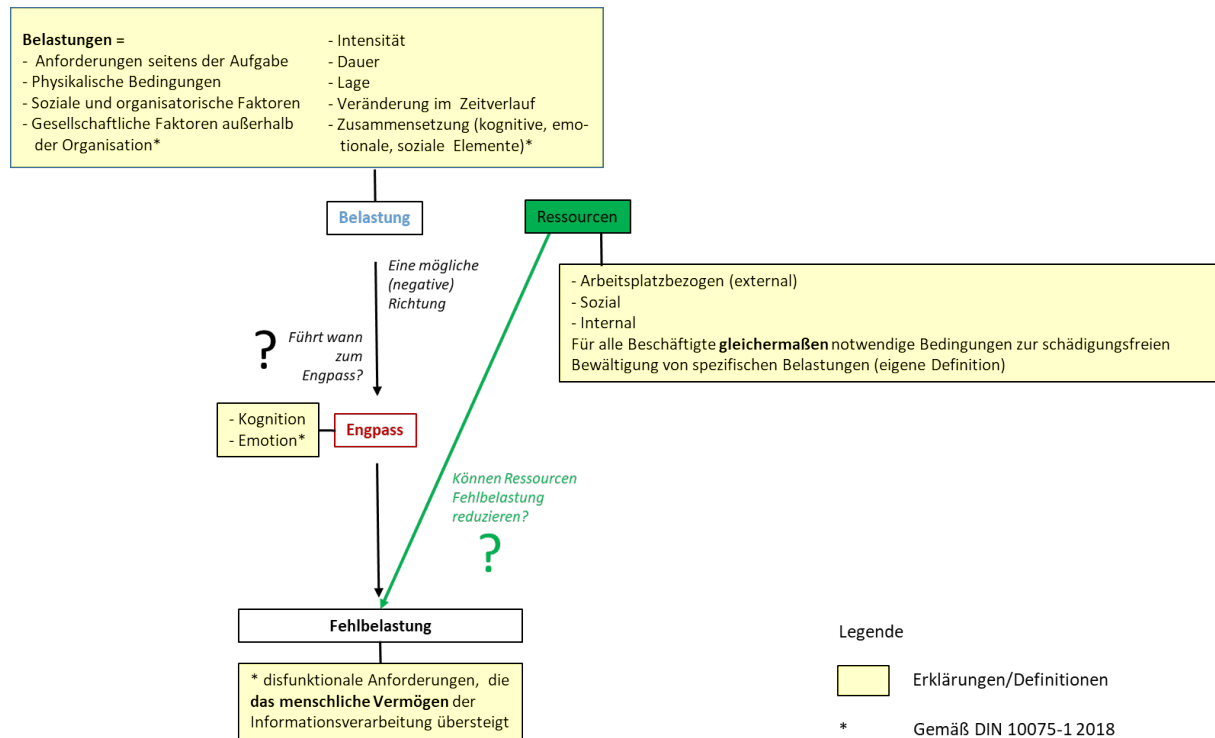 Belastungen =
- Anforderungen seitens der Aufgabe
- Physikalische Bedingungen
- Soziale und organisatorische Faktoren
- Gesellschaftliche Faktoren außerhalb
der Organisation*
- Intensität
- Dauer
- Lage
- Veränderung im Zeitverlauf
- Zusammensetzung (kognitive, emo-
tionale, soziale Elemente)*
Belastung
Ressourcen
Eine mögliche
(negative)
Richtung
- Arbeitsplatzbezogen (external)
- Sozial
- Internal
Für alle Beschäftigte gleichermaßen notwendige Bedingungen zur schädigungsfreien
Bewältigung von spezifischen Belastungen (eigene Definition)
?
Führt wann
zum
Engpass?
- Kognition
- Emotion*
Engpass
Können Ressourcen
Fehlbelastung
reduzieren?
?
Fehlbelastung
* disfunktionale Anforderungen, die
das menschliche Vermögen der
Informationsverarbeitung übersteigt
Legende
Erklärungen/Definitionen
* Gemäß DIN 10075-1 2018